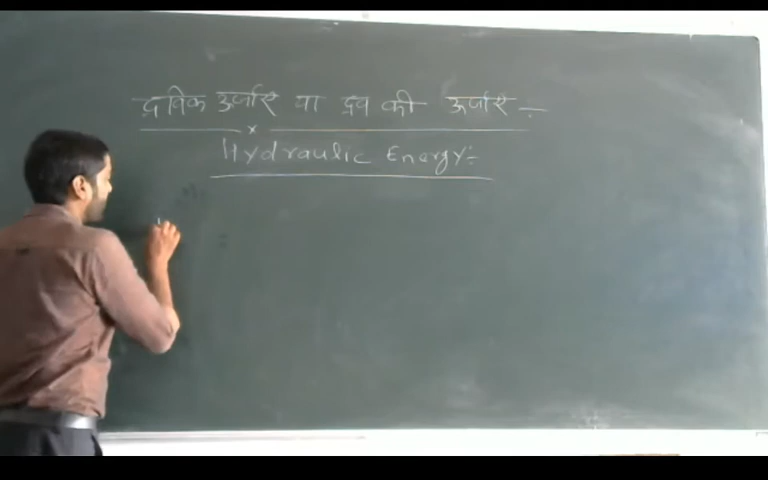 द्रविक ऊर्जाएं या द्रव की ऊर्जाएं :-
Hydraulic Energy :-